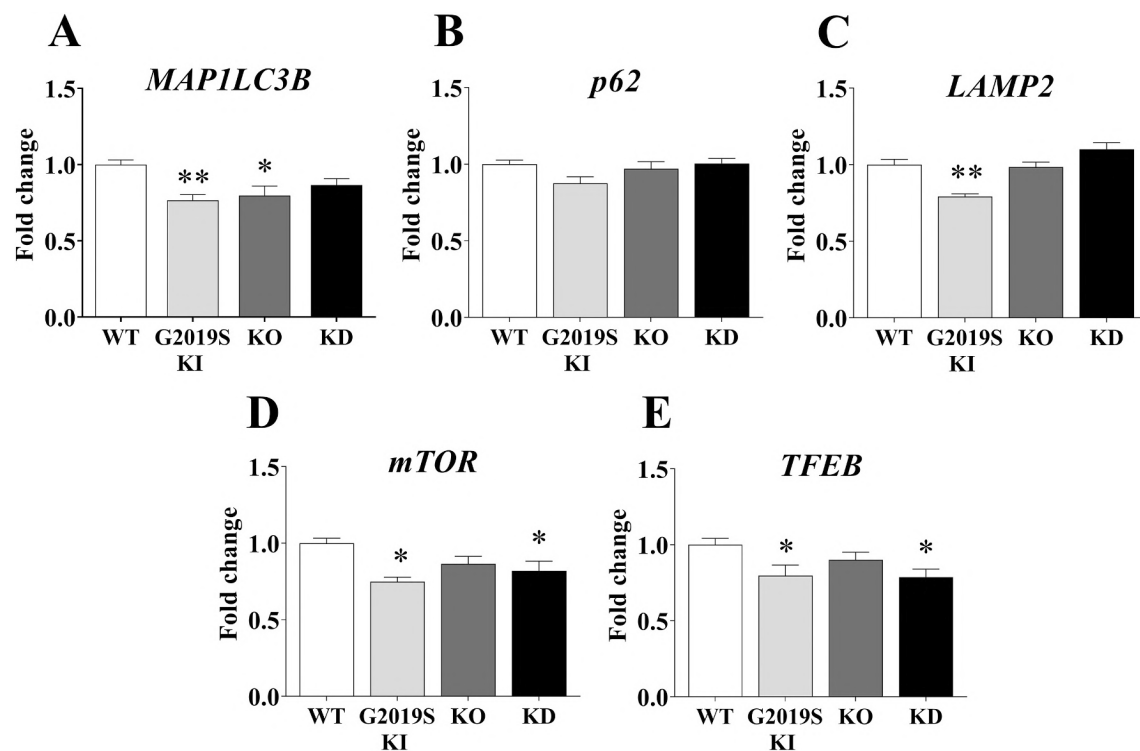 A
MAP1LC3B
Fold change
1.5
1.0
0.5
0.0
**
*
WT G2019S KI KO KD
B
p62
Fold change
1.5
1.0
0.5
0.0
WT G2019S KI KO KD
C
LAMP2
Fold change
1.5
1.0
0.5
0.0
**
WT G2019S KI KO KD
D
mTOR
Fold change
1.5
1.0
0.5
0.0
*
*
WT G2019S KI KO KD
E
TFEB
Fold change
1.5
1.0
0.5
0.0
*
*
WT G2019S KI KO KD